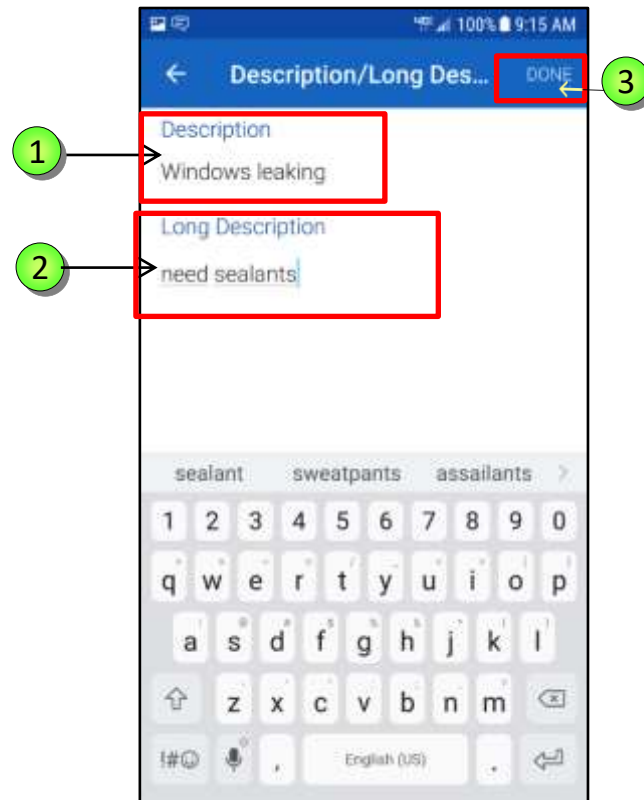 100% 9:15 AM
← Description/Long Des... DONE
3
1
Description
Windows leaking
2
Long Description
need sealants
sealant sweatpants assailants >
1 2 3 4 5 6 7 8 9 0
q w e r t y u i o p
a s d f g h j k l
z x c v b n m
!#☺ , English (US) .